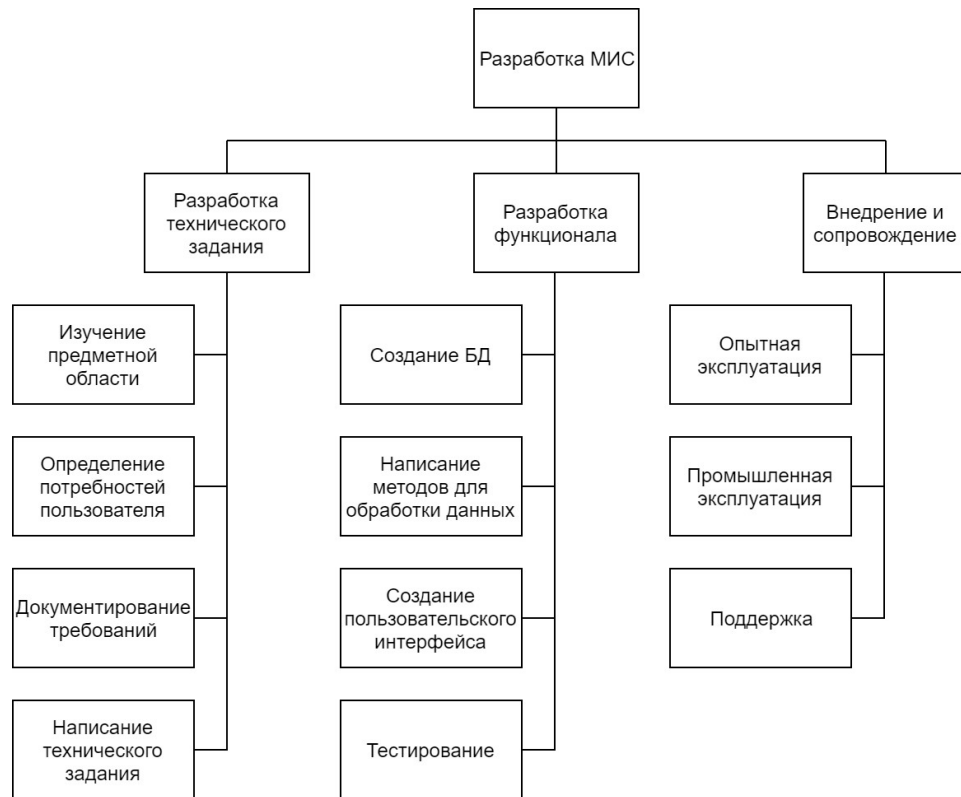 Разработка МИС
Разработка
технического
задания
Разработка
функционала
Внедрение и
сопровождение
Изучение
предметной
области
Создание БД
Опытная
эксплуатация
Определение
потребностей
пользователя
Написание
методов для
обработки данных
Промышленная
эксплуатация
Документирование
требований
Создание
пользовательского
интерфейса
Поддержка
Написание
технического
задания
Тестирование